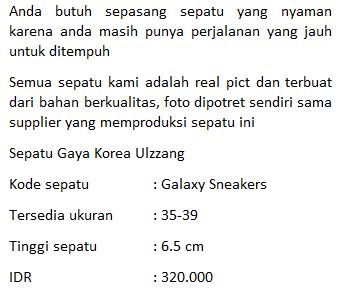 Anda butuh sepasang sepatu yang nyaman
karena anda masih punya perjalanan yang jauh
untuk ditempuh
Semua sepatu kami adalah real pict dan terbuat
dari bahan berkualitas, foto dipotret sendiri sama
supplier yang memproduksi sepatu ini
Sepatu Gaya Korea Ulzzang
Kode sepatu : Galaxy Sneakers
Tersedia ukuran : 35-39
Tinggi sepatu : 6.5 cm
IDR : 320.000